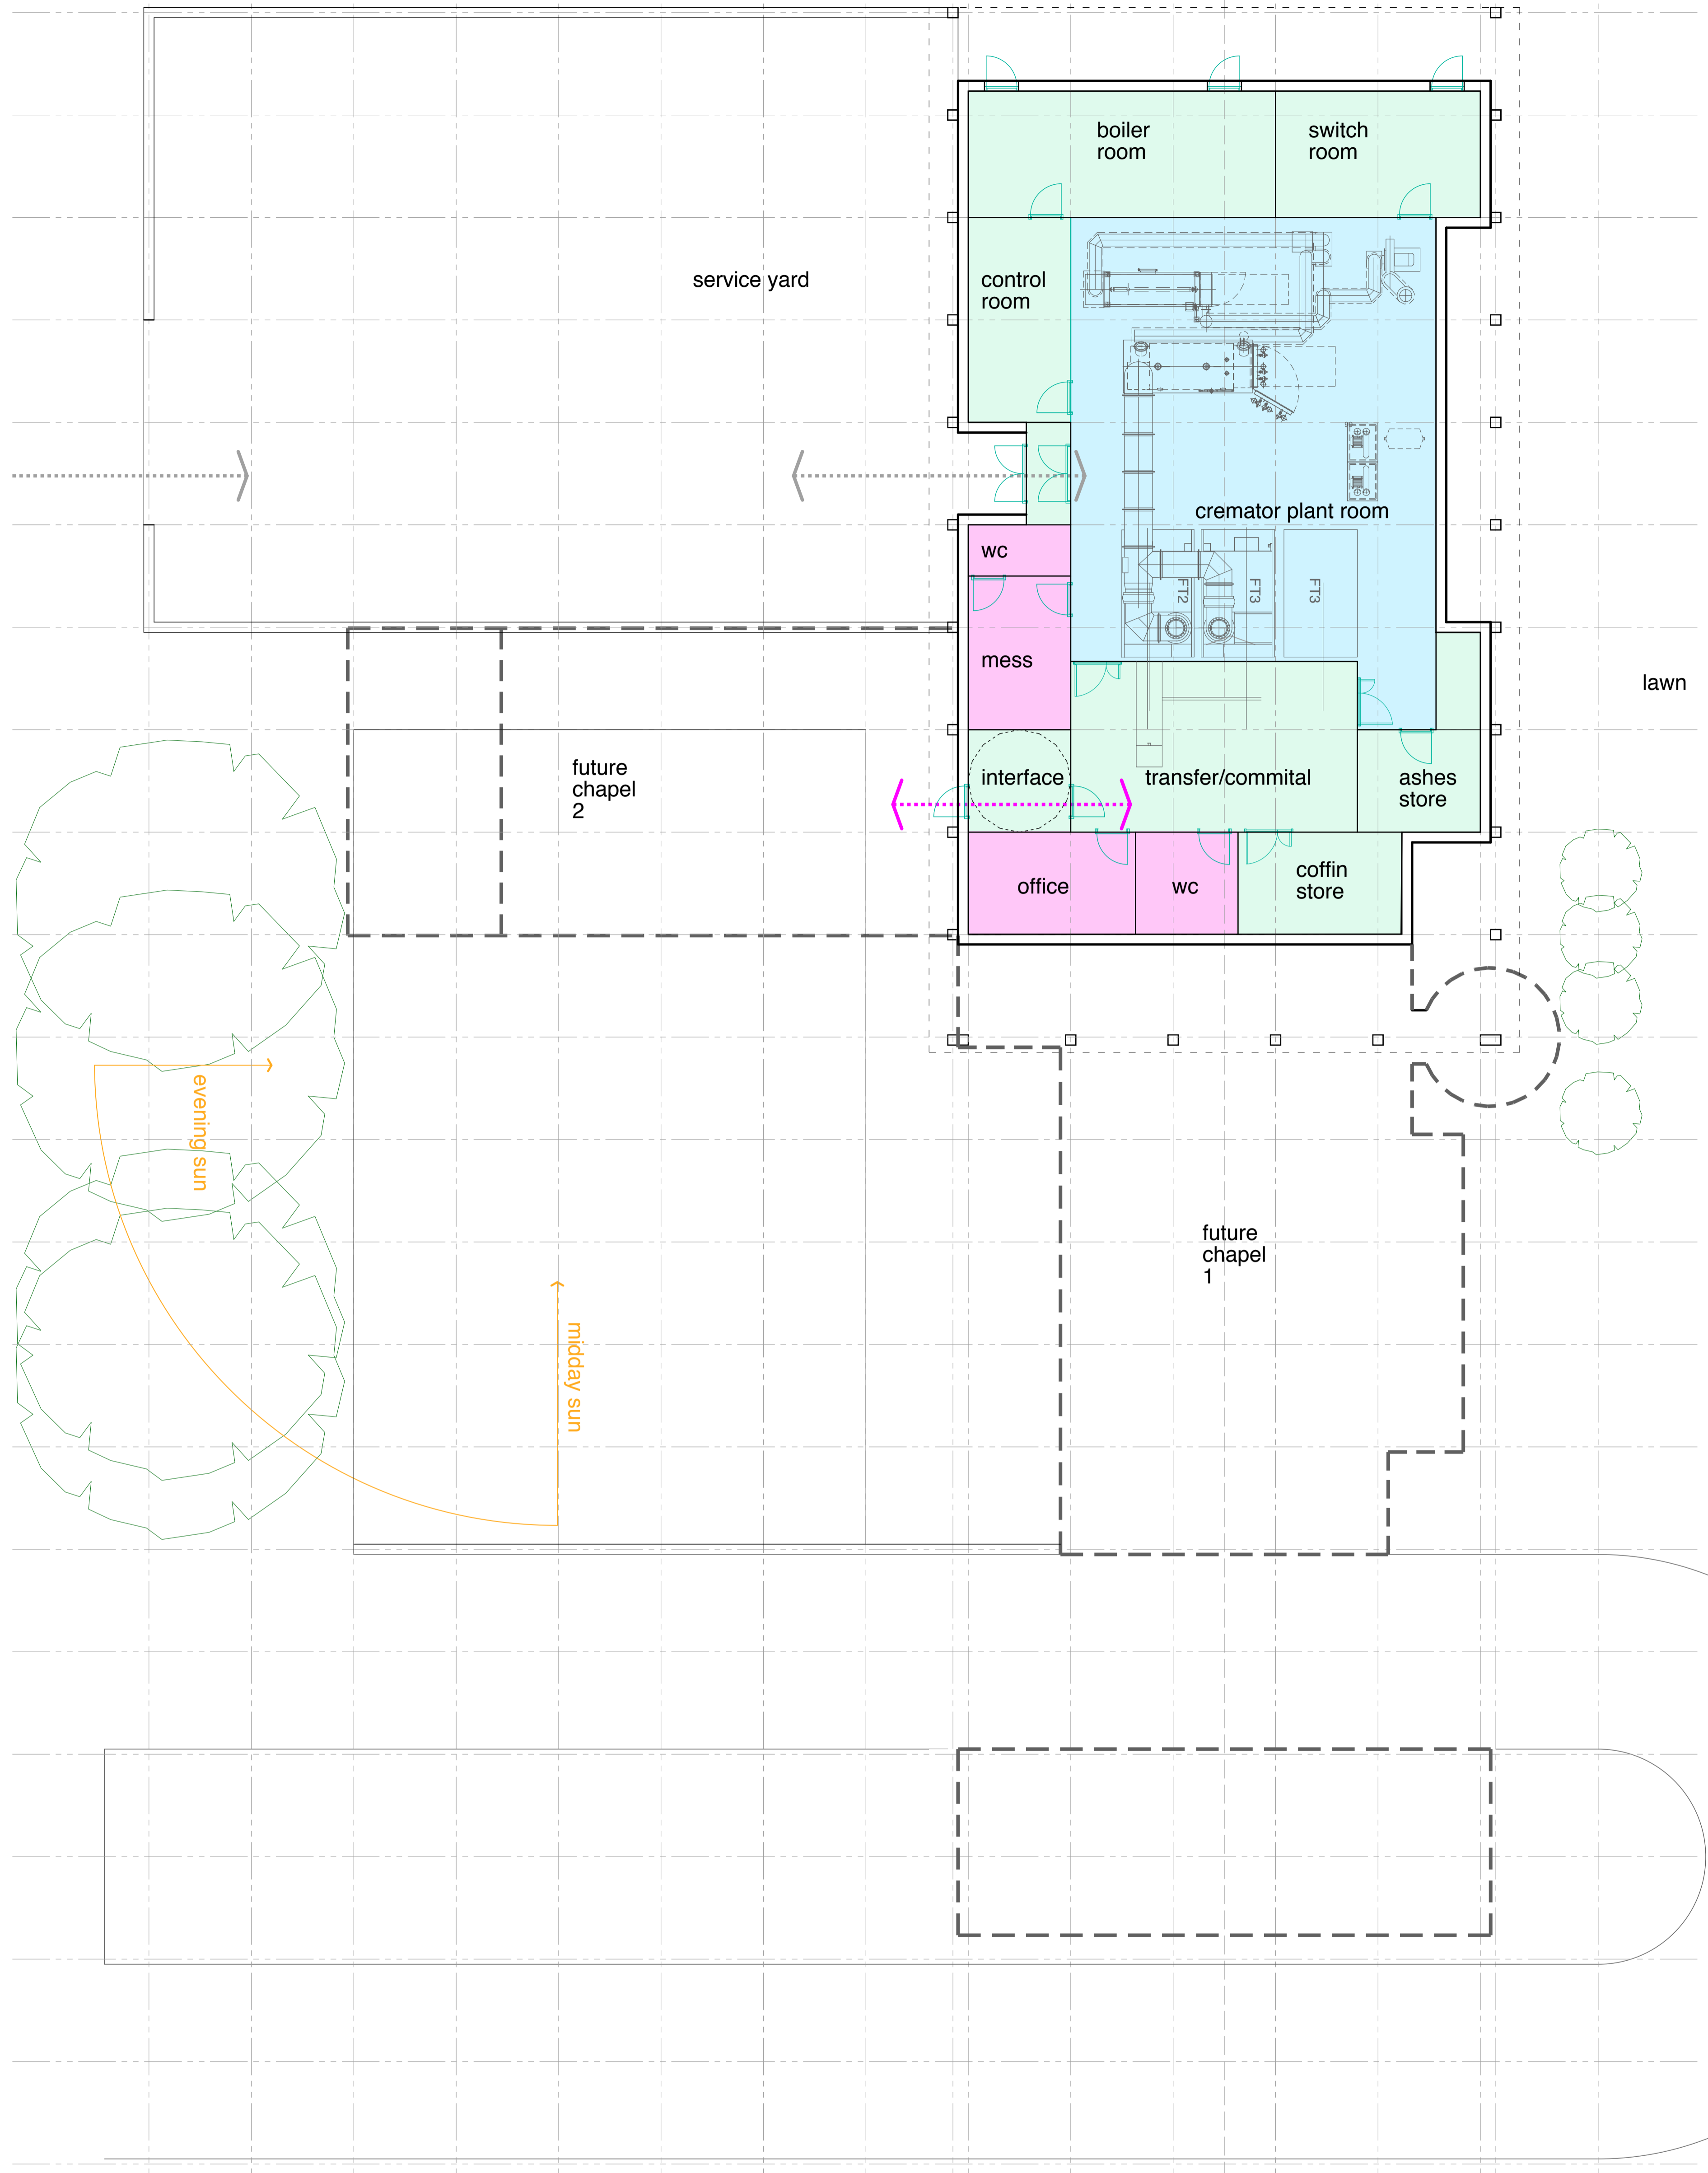 boiler
room
switch
room
service yard
control
room
cremator plant room
wc
FT2
FT3
FT3
mess
lawn
future
chapel
2
interface
transfer/commital
ashes
store
office
wc
coffin
store
evening sun
future
chapel
1
midday sun